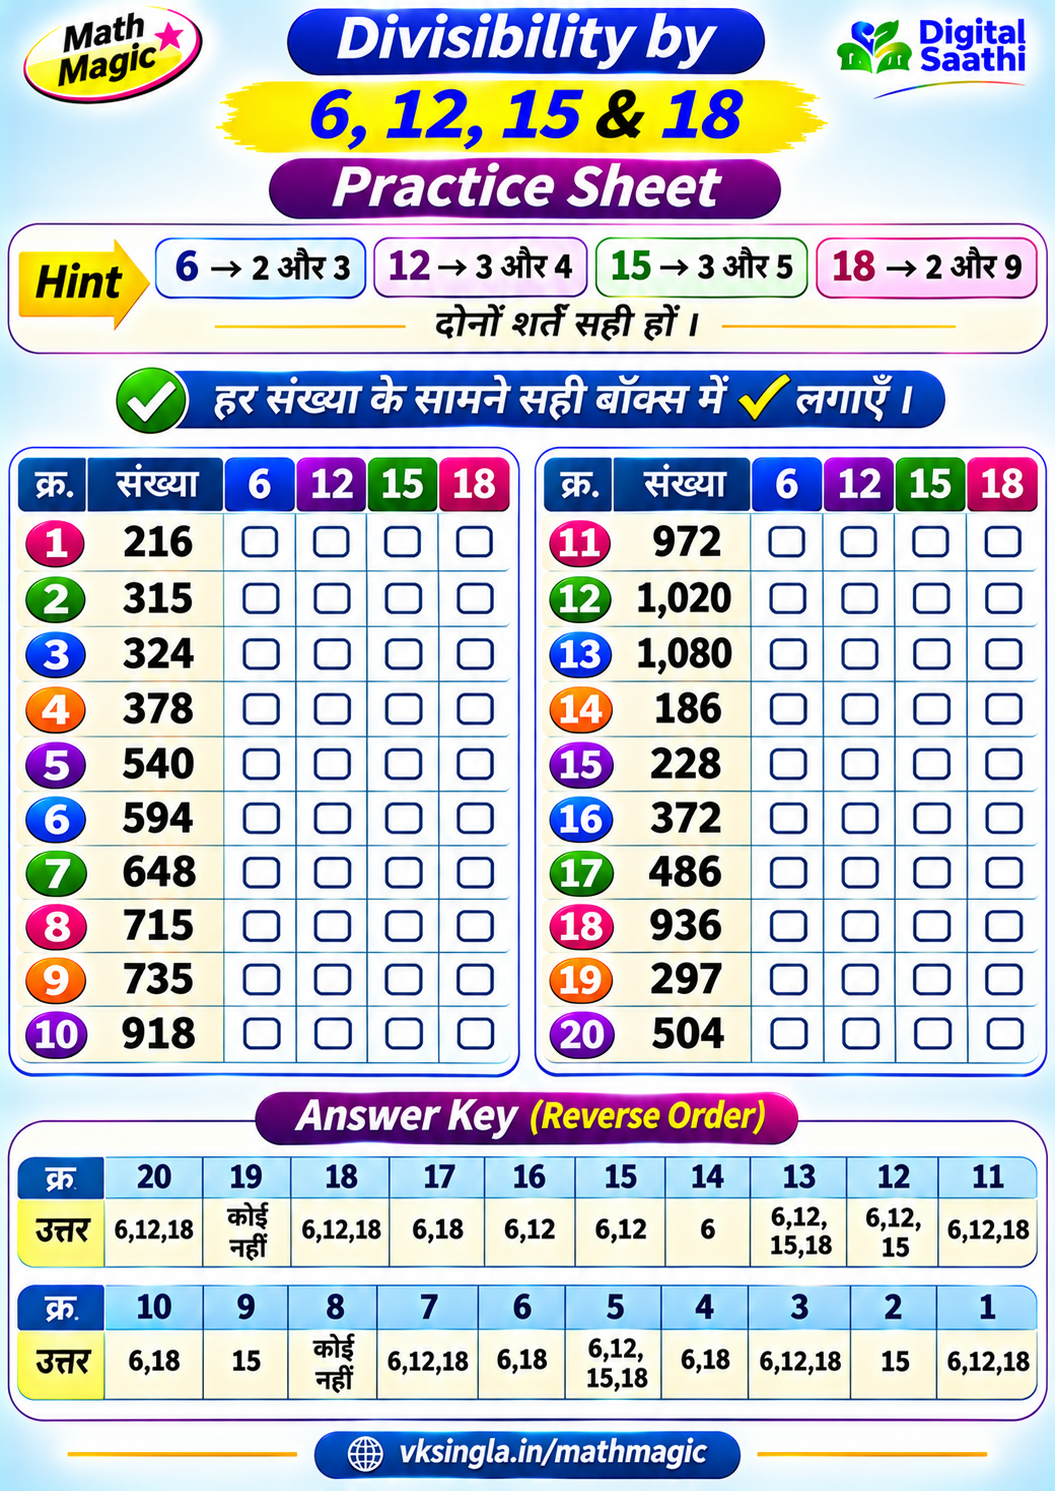 Math
Magic
Divisibility by
6, 12, 15 & 18
Practice Sheet
Digital
Saathi
Hint
6 → 2 और 3
12 → 3 और 4
15 → 3 और 5
18 → 2 और 9
दोनों शर्तें सही हों ।
हर संख्या के सामने सही बॉक्स में ✓ लगाएँ ।
क्र. संख्या 6 12 15 18
1 216
2 315
3 324
4 378
5 540
6 594
7 648
8 715
9 735
10 918
क्र. संख्या 6 12 15 18
11 972
12 1,020
13 1,080
14 186
15 228
16 372
17 486
18 936
19 297
20 504
Answer Key (Reverse Order)
क्र. 20 19 18 17 16 15 14 13 12 11
उत्तर 6,12,18 कोई नहीं 6,12,18 6,18 6,12 6,12 6 6,12, 15,18 6,12, 15 6,12,18
क्र. 10 9 8 7 6 5 4 3 2 1
उत्तर 6,18 15 कोई नहीं 6,12,18 6,18 6,12, 15,18 6,18 6,12,18 15 6,12,18
vksingla.in/mathmagic